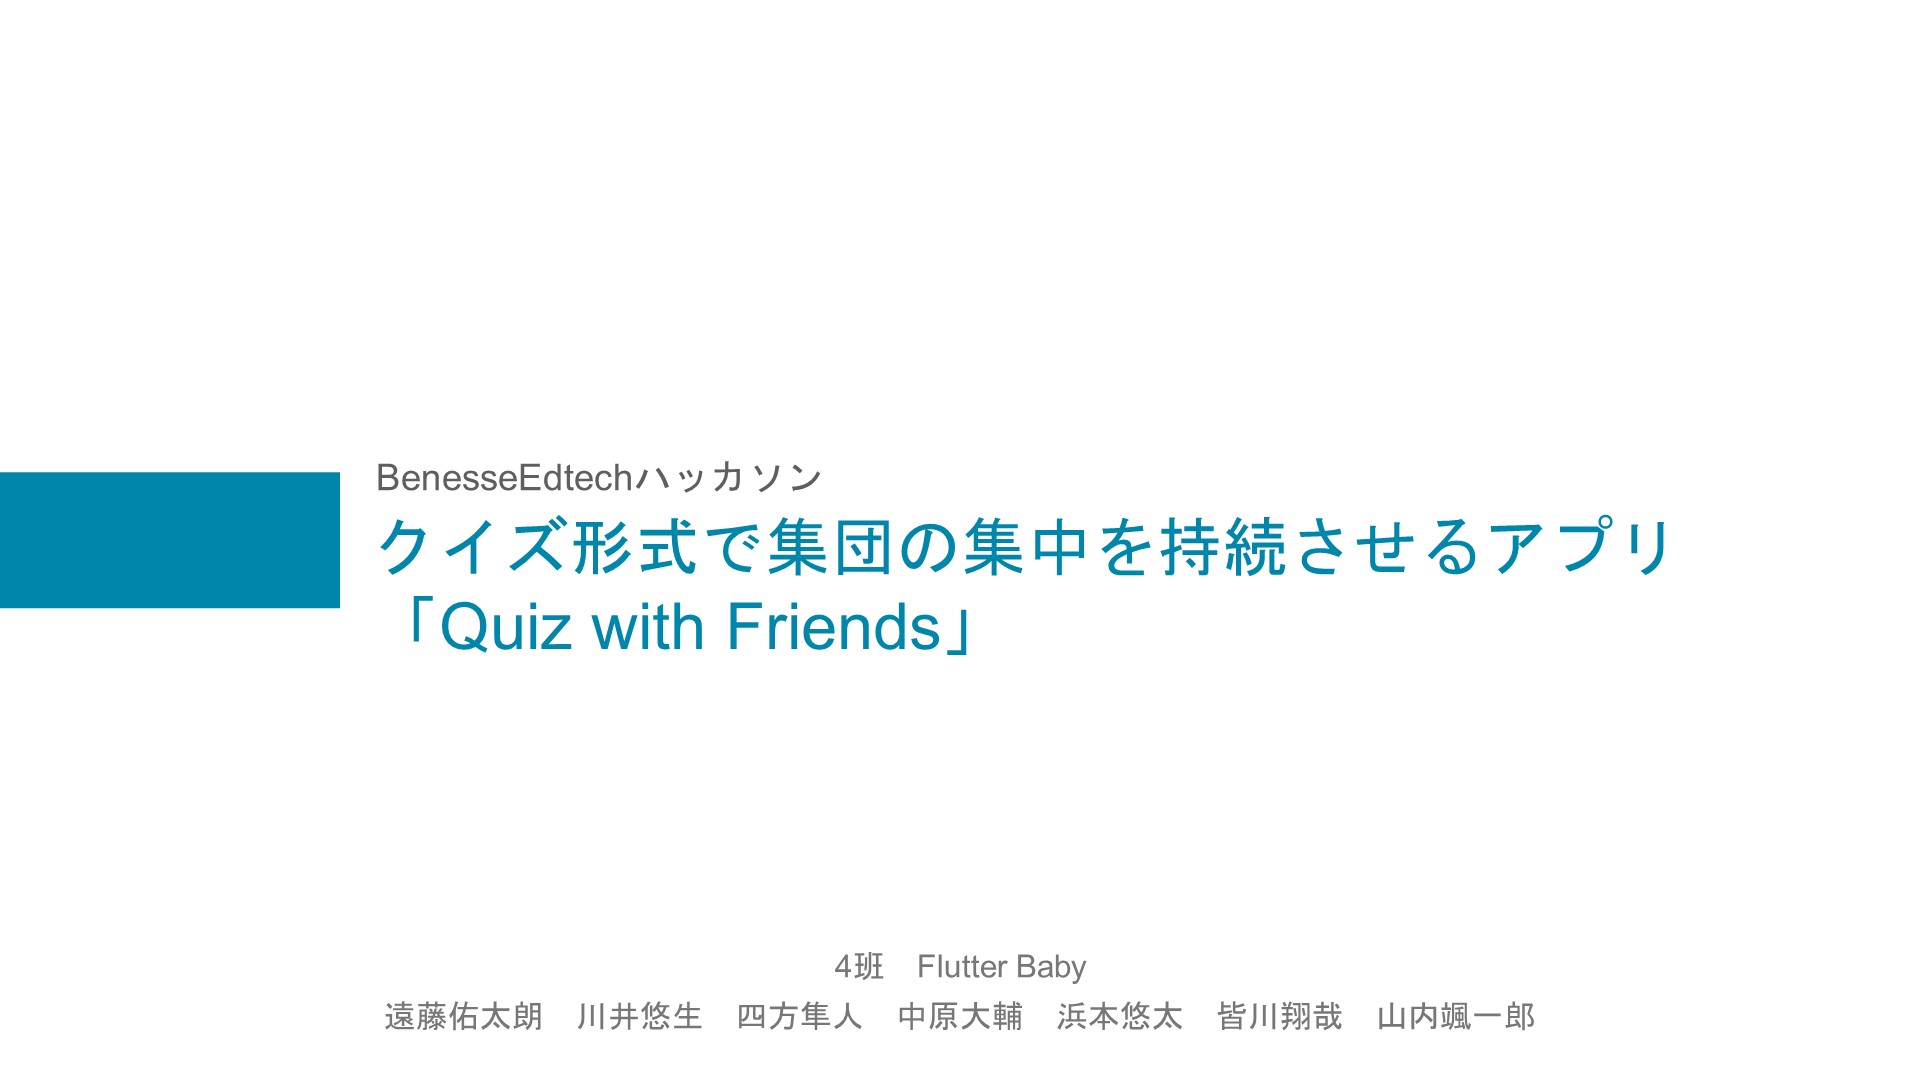 BenesseEdtechハッカソン
クイズ形式で集団の集中を持続させるアプリ
「Quiz with Friends」
4班　Flutter Baby
遠藤佑太朗　川井悠生　四方隼人　中原大輔　浜本悠太　皆川翔哉　山内颯一郎